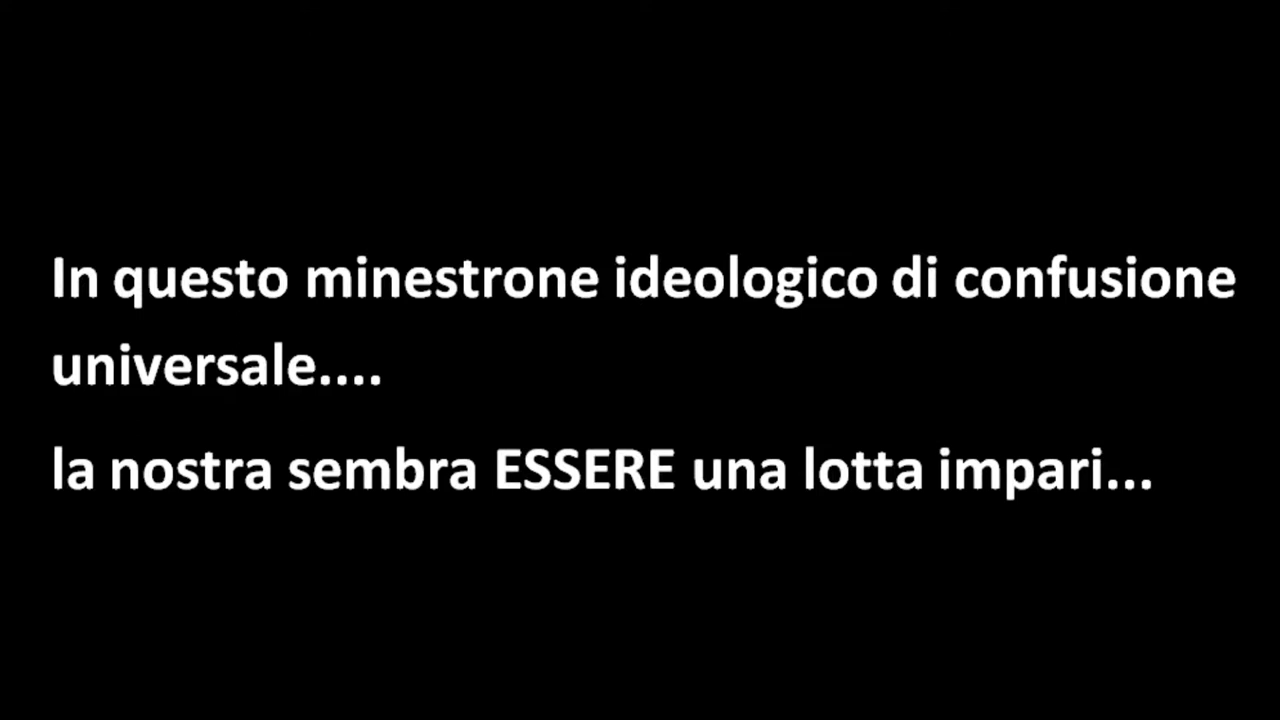 In questo minestrone ideologico di confusione
universale....
la nostra sembra ESSERE una lotta impari...